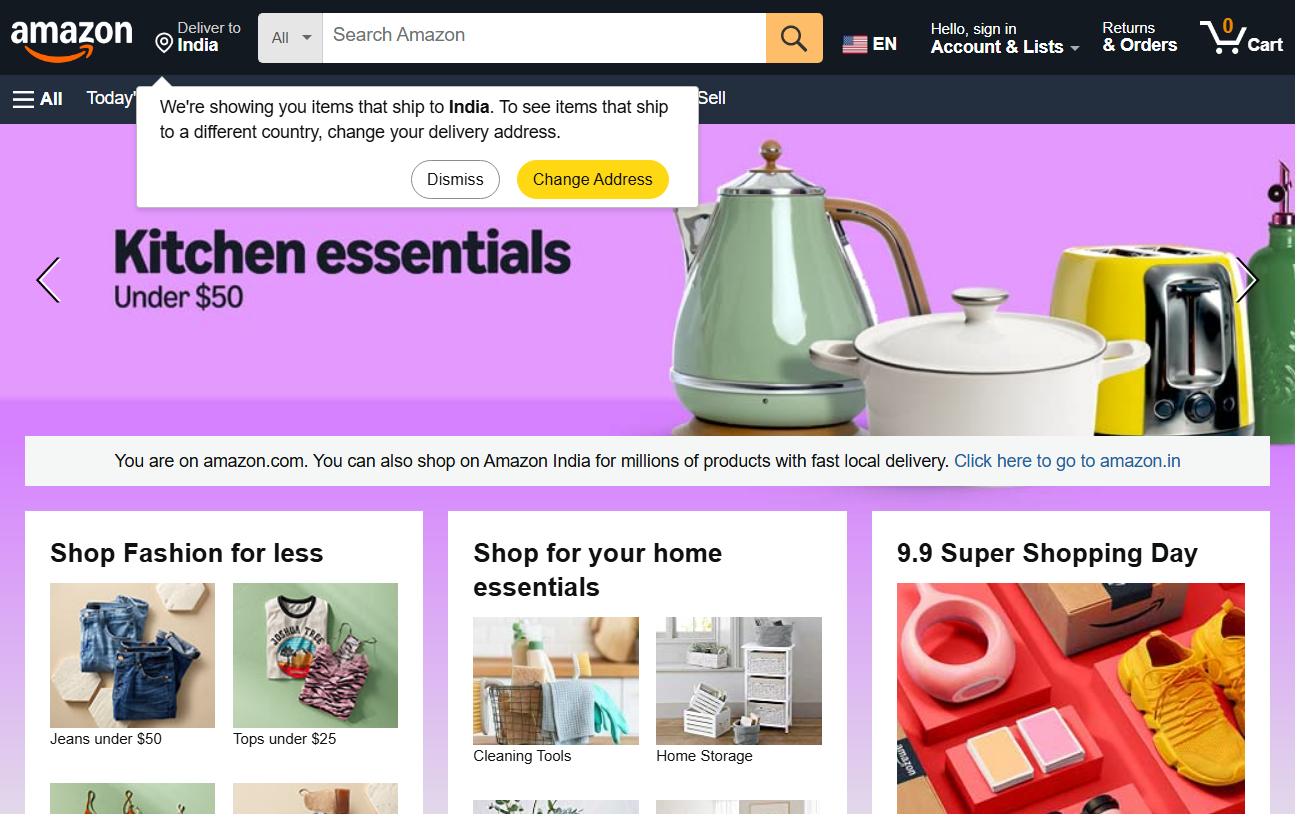 amazon
Deliver to
India
All
Search Amazon
EN
Hello, sign in
Account & Lists
Returns
& Orders
0
Cart
All
Today'
Sell
We're showing you items that ship to India. To see items that ship
to a different country, change your delivery address.
Dismiss
Change Address
Kitchen essentials
Under $50
You are on amazon.com. You can also shop on Amazon India for millions of products with fast local delivery. Click here to go to amazon.in
Shop Fashion for less
JOSHUA TREE
Jeans under $50
Tops under $25
Shop for your home
essentials
Cleaning Tools
Home Storage
9.9 Super Shopping Day
amazon